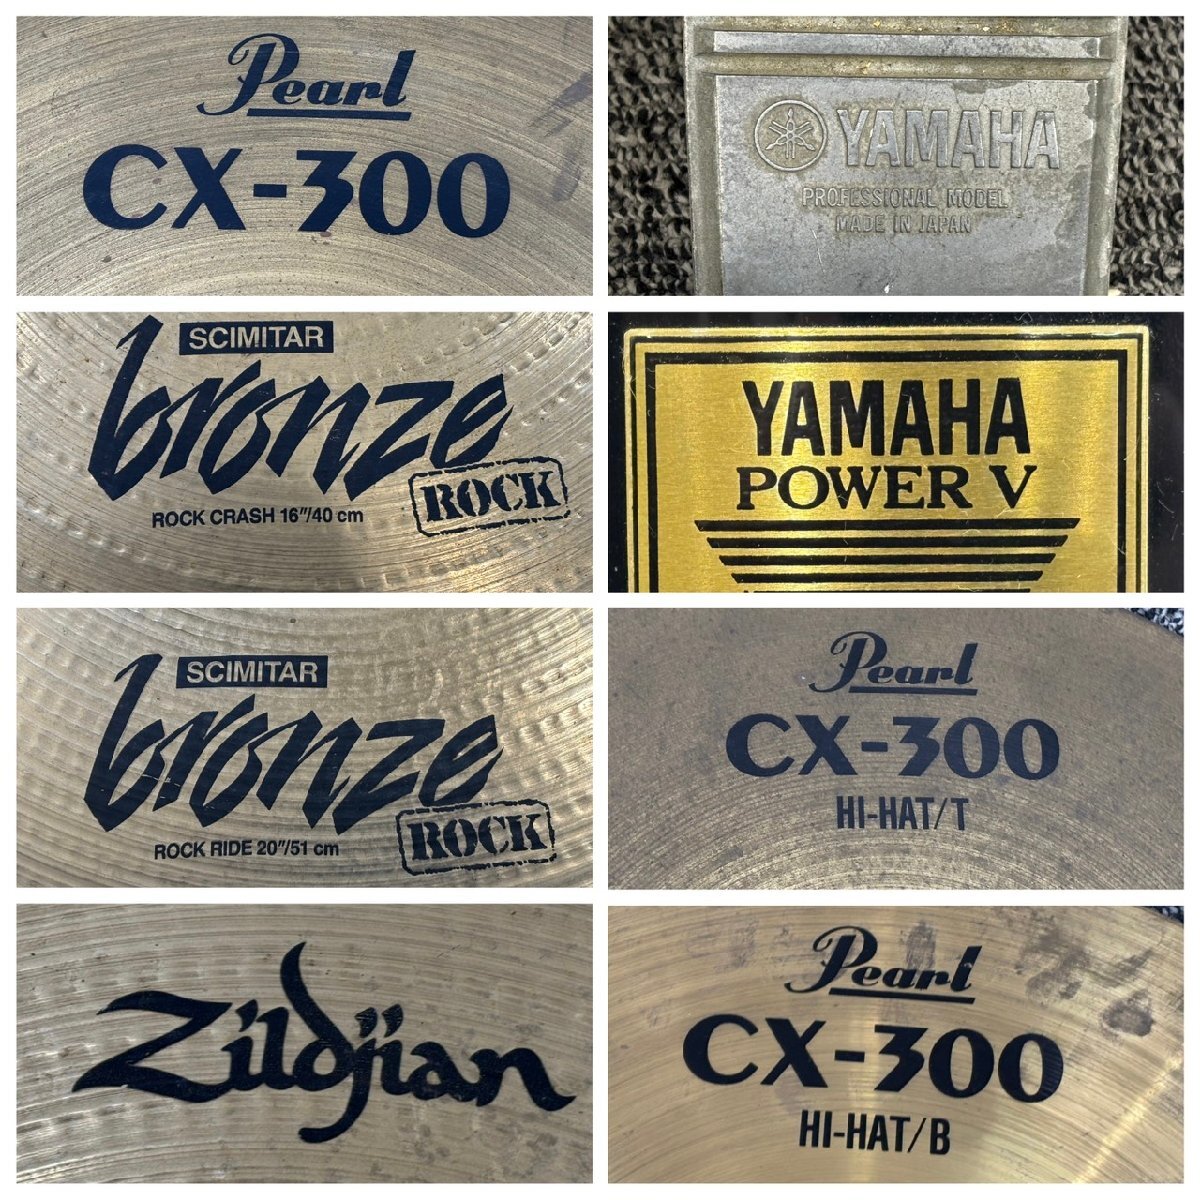 Pearl
CX-300
YAMAHA
PROFESSIONAL MODEL
MADE IN JAPAN
SCIMITAR
bronze
ROCK
ROCK CRASH 16"/40 cm
YAMAHA
POWER V
SCIMITAR
bronze
ROCK
ROCK RIDE 20"/51 cm
Pearl
CX-300
HI-HAT/T
Zildjian
Pearl
CX-300
HI-HAT/B